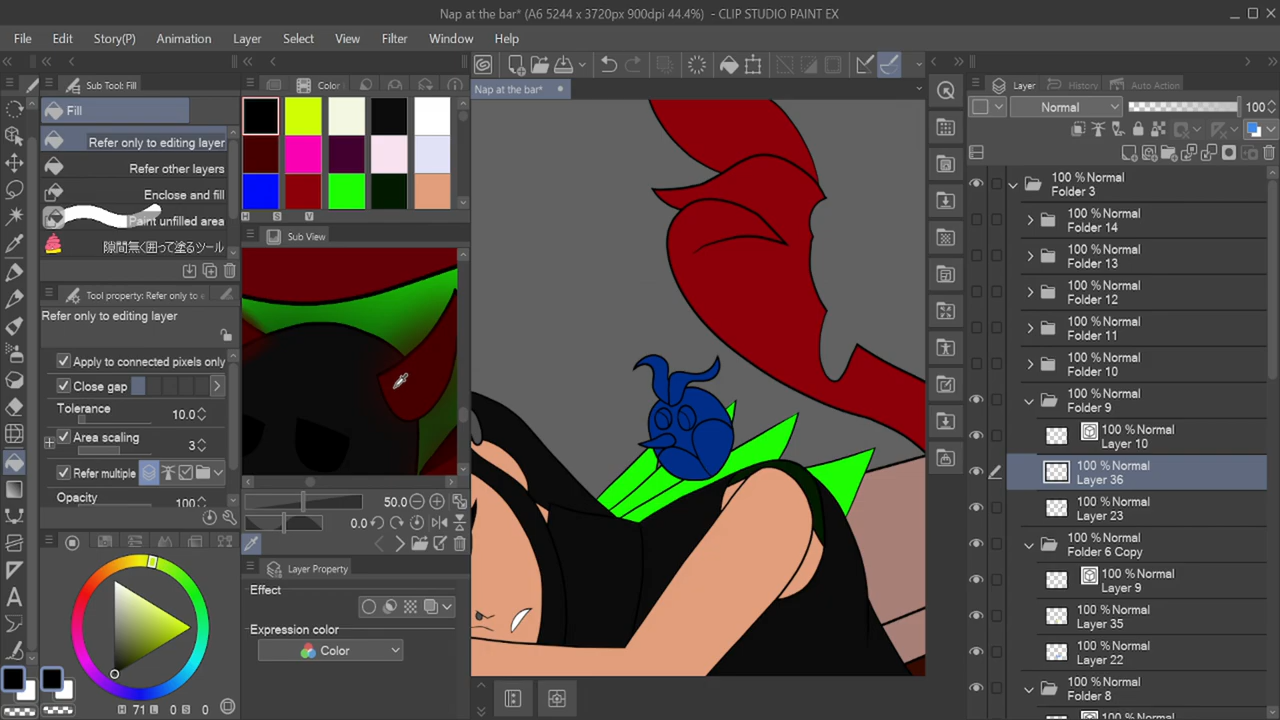 Nap at the bar* (A6 5244 x 3720px 900dpi 44.4%) - CLIP STUDIO PAINT EX
File Edit Story(P) Animation Layer Select View Filter Window Help
Sub Tool: Fill
Fill
Refer only to editing layer
Refer other layers
Enclose and fill
Paint unfilled area
隙間無く囲って塗るツール
Tool property: Refer only to e
Refer only to editing layer
Apply to connected pixels only
Close gap
Tolerance 10.0
Area scaling 3
Refer multiple
Opacity 100
H 71 L 0 S 0
Color
H S V
Sub View
50.0
0.0
Layer Property
Effect
Expression color
Color
Nap at the bar*
Layer History Auto Action
Normal 100
100 % Normal
Folder 3
100 % Normal
Folder 14
100 % Normal
Folder 13
100 % Normal
Folder 12
100 % Normal
Folder 11
100 % Normal
Folder 10
100 % Normal
Folder 9
100 % Normal
Layer 10
100 % Normal
Layer 36
100 % Normal
Layer 23
100 % Normal
Folder 6 Copy
100 % Normal
Layer 9
100 % Normal
Layer 35
100 % Normal
Layer 22
100 % Normal
Folder 8